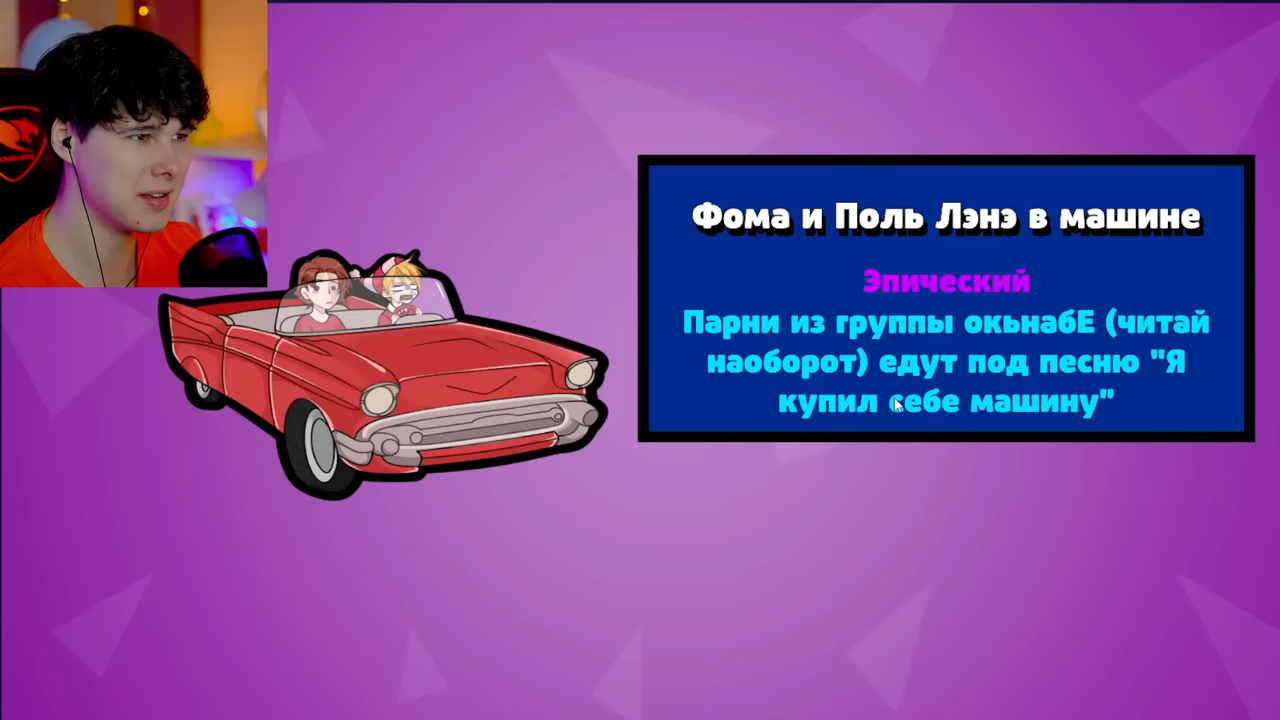 Фома и Поль Лэнэ в машине
Эпический
Парни из группы окьнабЕ (читай
наоборот) едут под песню "Я
купил себе машину"